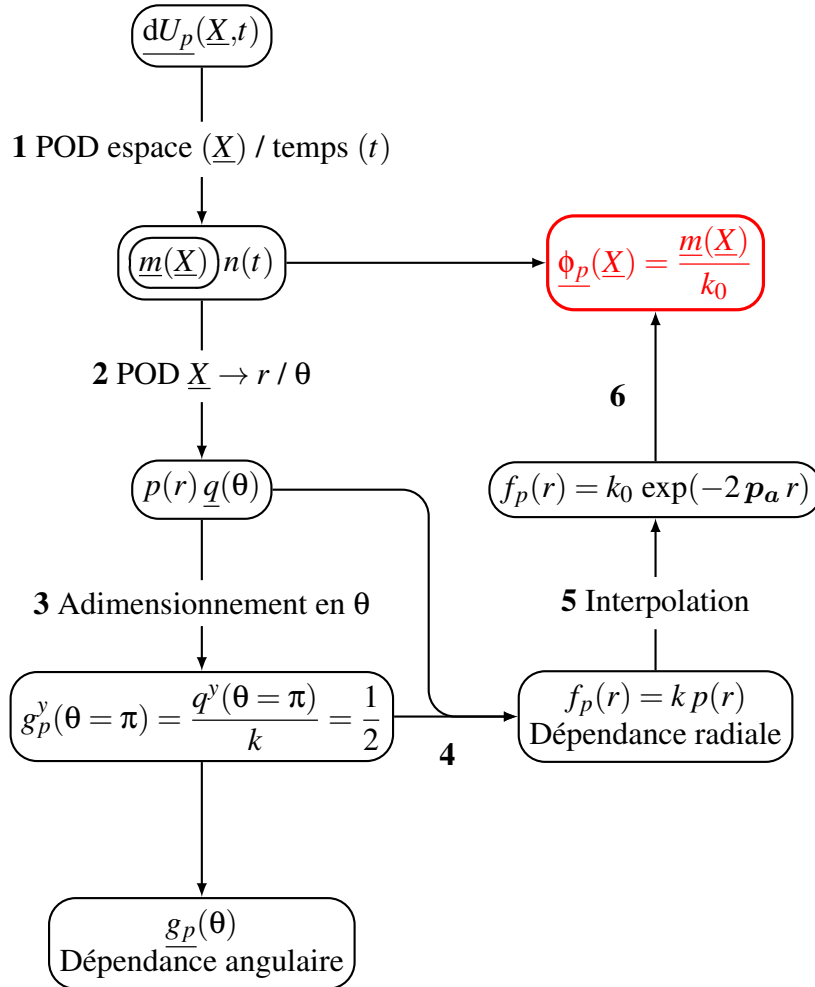 dU_p(X,t)
1 POD espace (X) / temps (t)
m(X) n(t)
ϕ_p(X) = m(X)/k_0
2 POD X → r / θ
6
p(r) q(θ)
f_p(r) = k_0 exp(−2 p_a r)
3 Adimensionnement en θ
5 Interpolation
g_p^y(θ = π) = q^y(θ = π)/k = 1/2
4
f_p(r) = k p(r)
Dépendance radiale
g_p(θ)
Dépendance angulaire